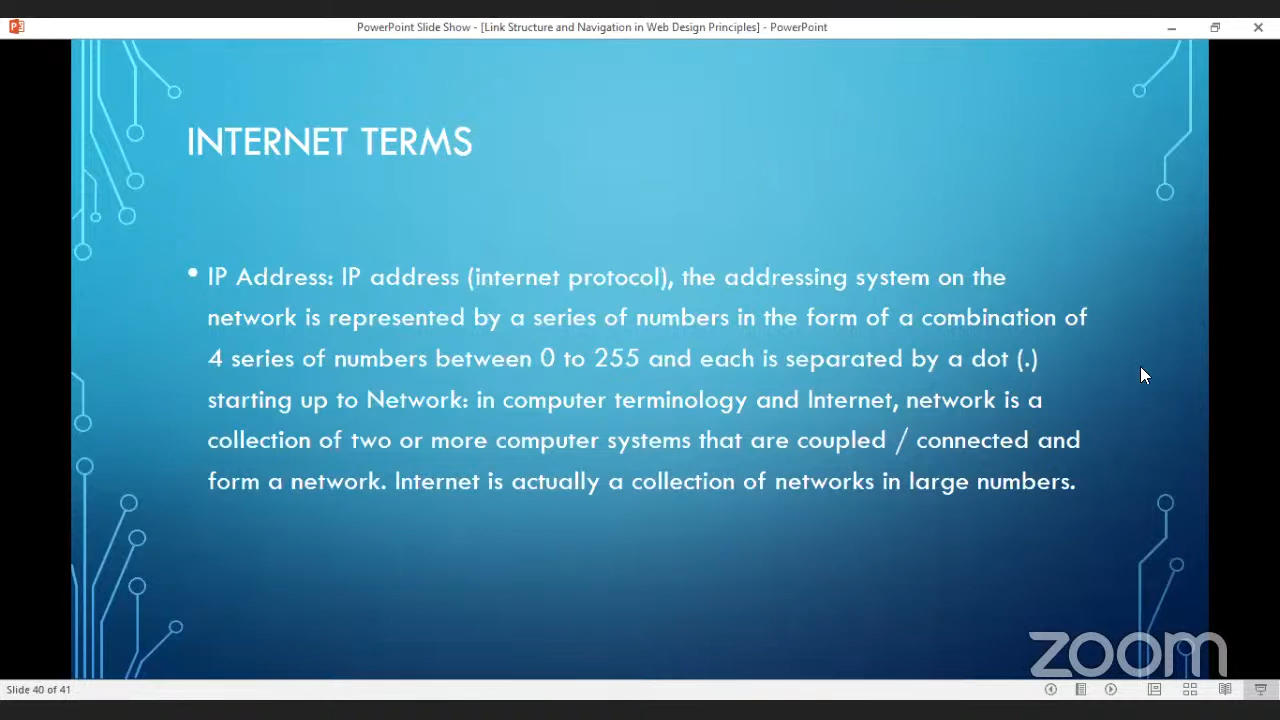 PowerPoint Slide Show - [Link Structure and Navigation in Web Design Principles] - PowerPoint
INTERNET TERMS
• IP Address: IP address (internet protocol), the addressing system on the
network is represented by a series of numbers in the form of a combination of
4 series of numbers between 0 to 255 and each is separated by a dot (.)
starting up to Network: in computer terminology and Internet, network is a
collection of two or more computer systems that are coupled / connected and
form a network. Internet is actually a collection of networks in large numbers.
zoom
Slide 40 of 41